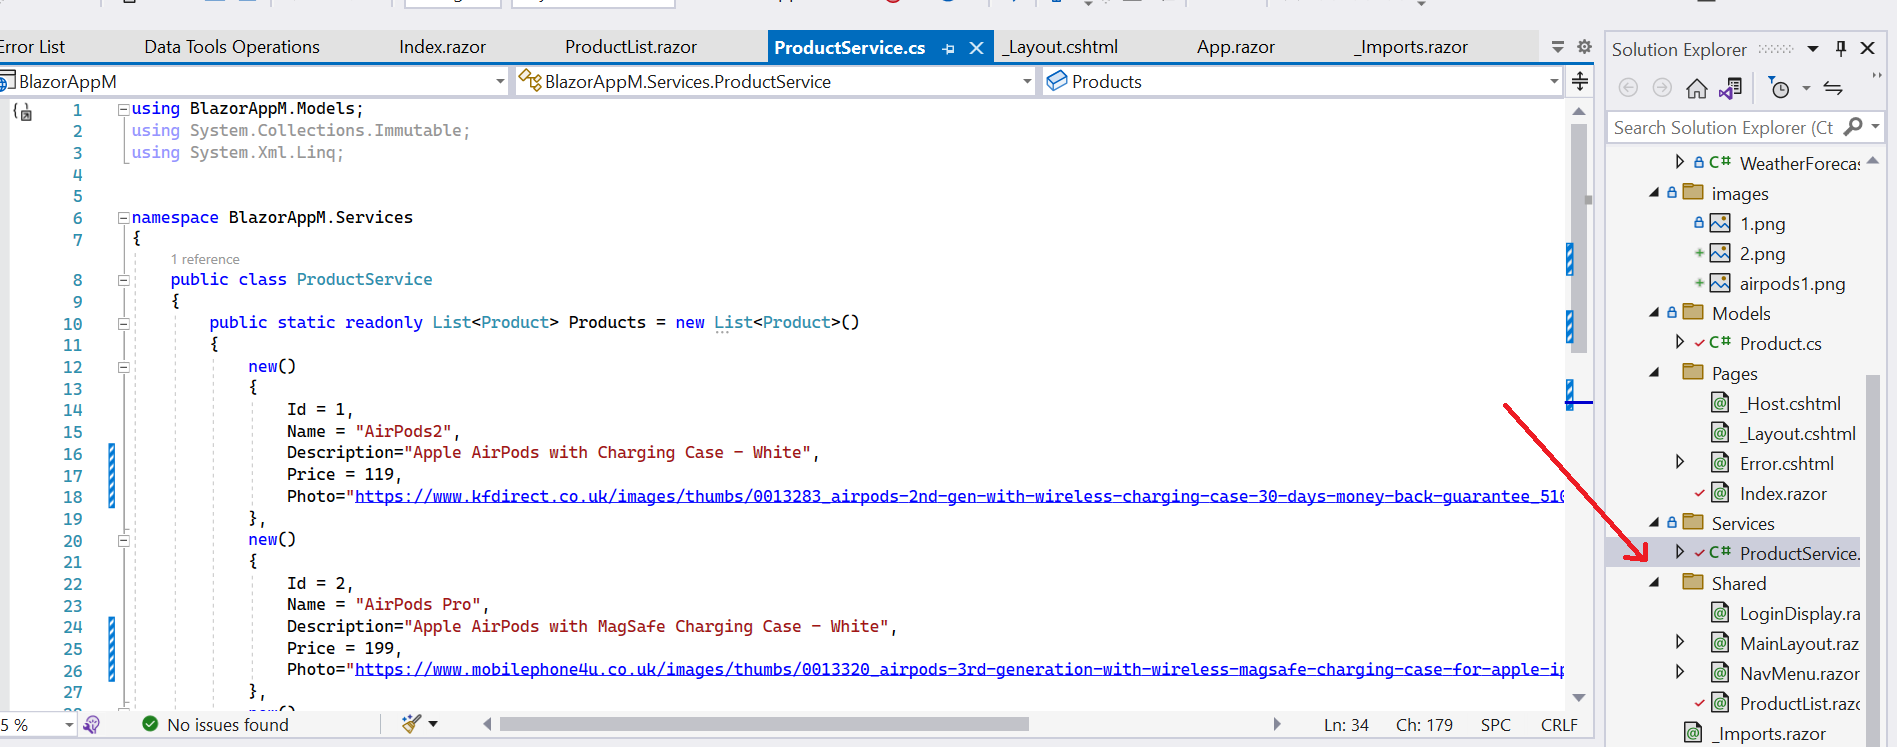 Error List
Data Tools Operations
Index.razor
ProductList.razor
ProductService.cs
_Layout.cshtml
App.razor
_Imports.razor
BlazorAppM
BlazorAppM.Services.ProductService
Products
1 using BlazorAppM.Models;
2 using System.Collections.Immutable;
3 using System.Xml.Linq;
4
5
6 namespace BlazorAppM.Services
7 {
1 reference
8 public class ProductService
9 {
10 public static readonly List<Product> Products = new List<Product>()
11 {
12 new()
13 {
14 Id = 1,
15 Name = "AirPods2",
16 Description="Apple AirPods with Charging Case - White",
17 Price = 119,
18 Photo="https://www.kfdirect.co.uk/images/thumbs/0013283_airpods-2nd-gen-with-wireless-charging-case-30-days-money-back-guarantee_510
19 },
20 new()
21 {
22 Id = 2,
23 Name = "AirPods Pro",
24 Description="Apple AirPods with MagSafe Charging Case - White",
25 Price = 199,
26 Photo="https://www.mobilephone4u.co.uk/images/thumbs/0013320_airpods-3rd-generation-with-wireless-magsafe-charging-case-for-apple-ip
27 },
5 %
No issues found
Ln: 34
Ch: 179
SPC
CRLF
Solution Explorer
Search Solution Explorer (Ct
C# WeatherForecas
images
1.png
2.png
airpods1.png
Models
C# Product.cs
Pages
_Host.cshtml
_Layout.cshtml
Error.cshtml
Index.razor
Services
C# ProductService.
Shared
LoginDisplay.ra
MainLayout.raz
NavMenu.razor
ProductList.razo
_Imports.razor